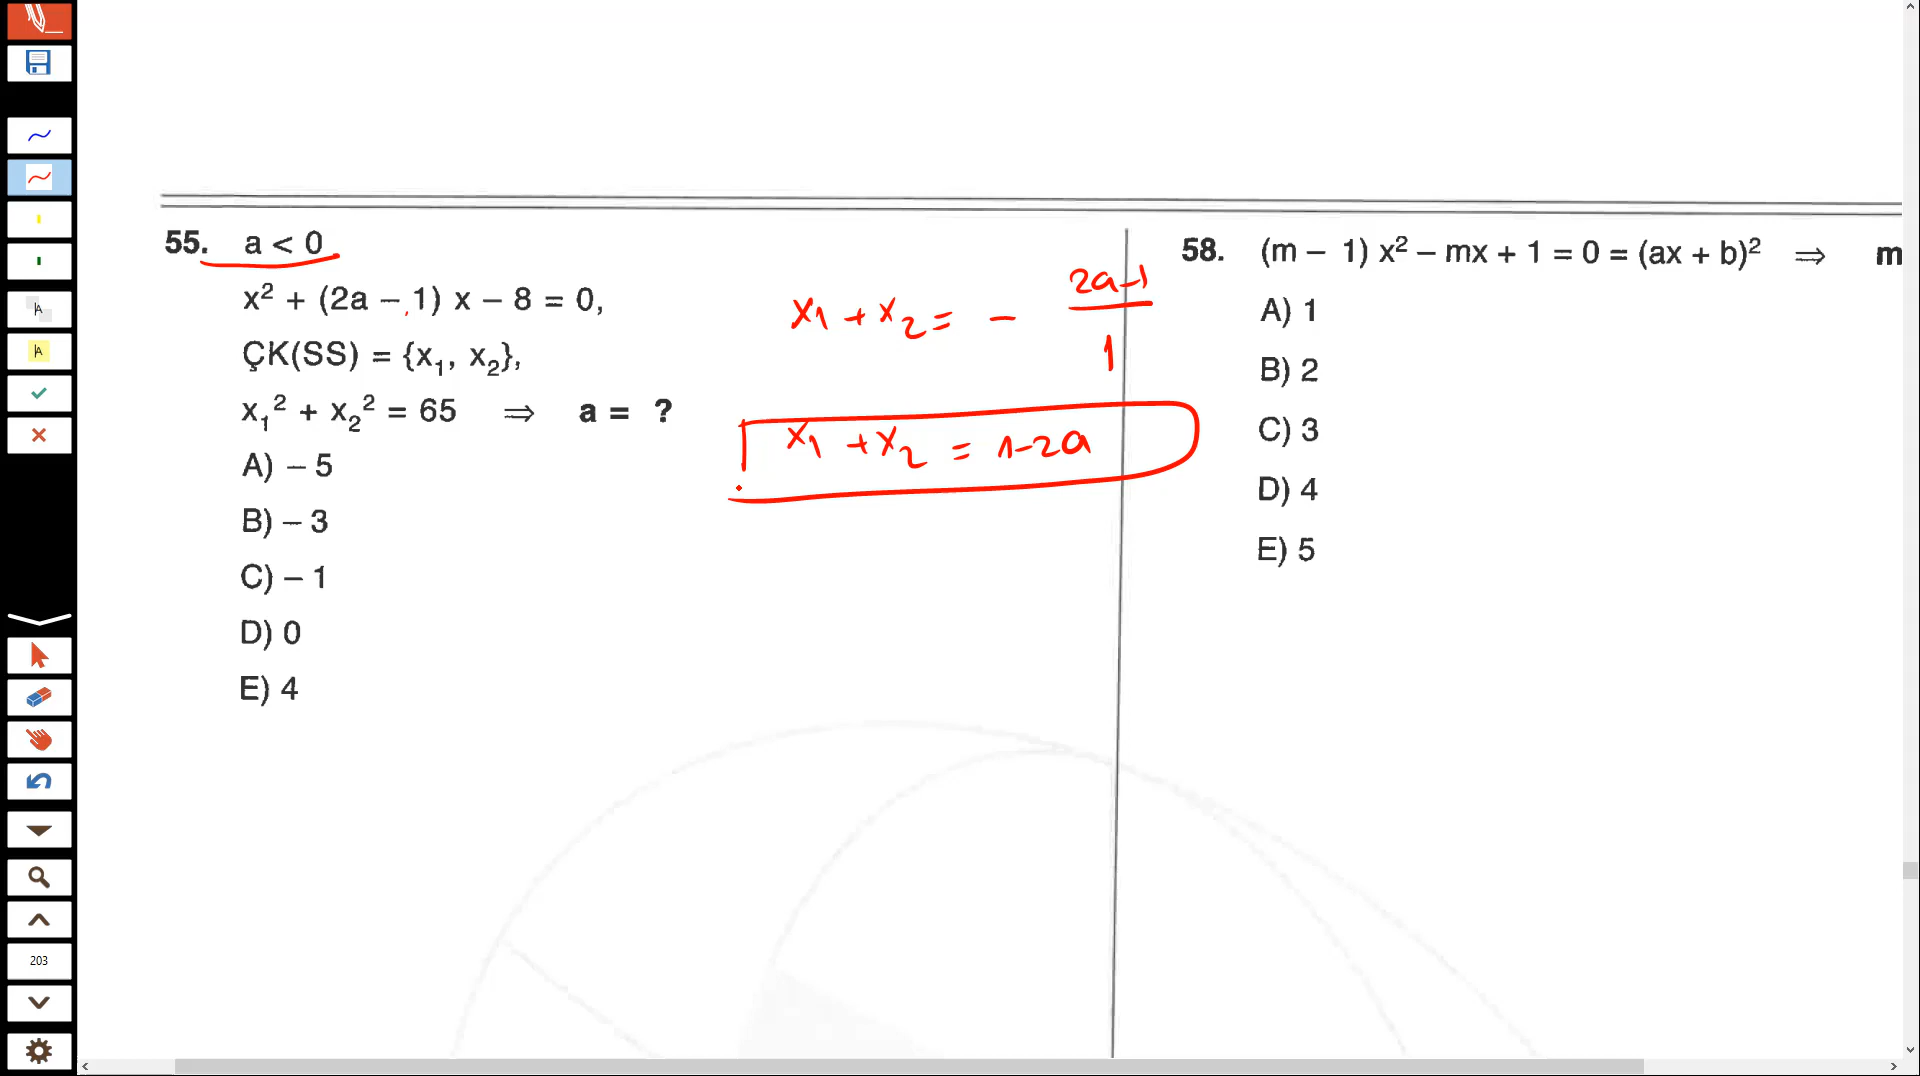 55. a < 0
x² + (2a – 1) x – 8 = 0,
ÇK(SS) = {x₁, x₂},
x₁² + x₂² = 65 ⇒ a = ?
A) – 5
B) – 3
C) – 1
D) 0
E) 4
x₁ + x₂ = - (2a-1)/1
x₁ + x₂ = 1-2a
58. (m – 1) x² – mx + 1 = 0 = (ax + b)² ⇒ m
A) 1
B) 2
C) 3
D) 4
E) 5
A
A
203